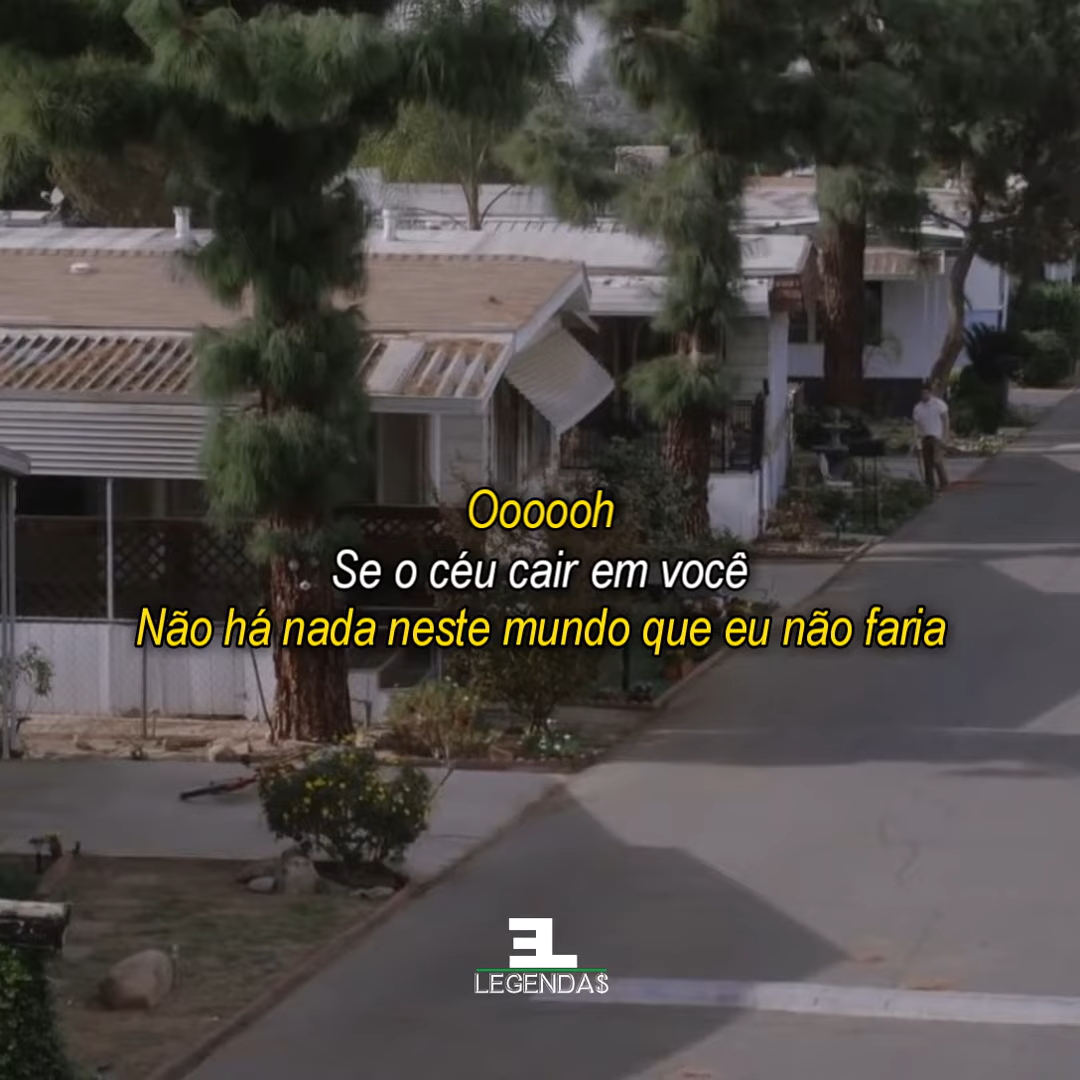 Oooooh
Se o céu cair em você
Não há nada neste mundo que eu não faria
EL
LEGENDA$